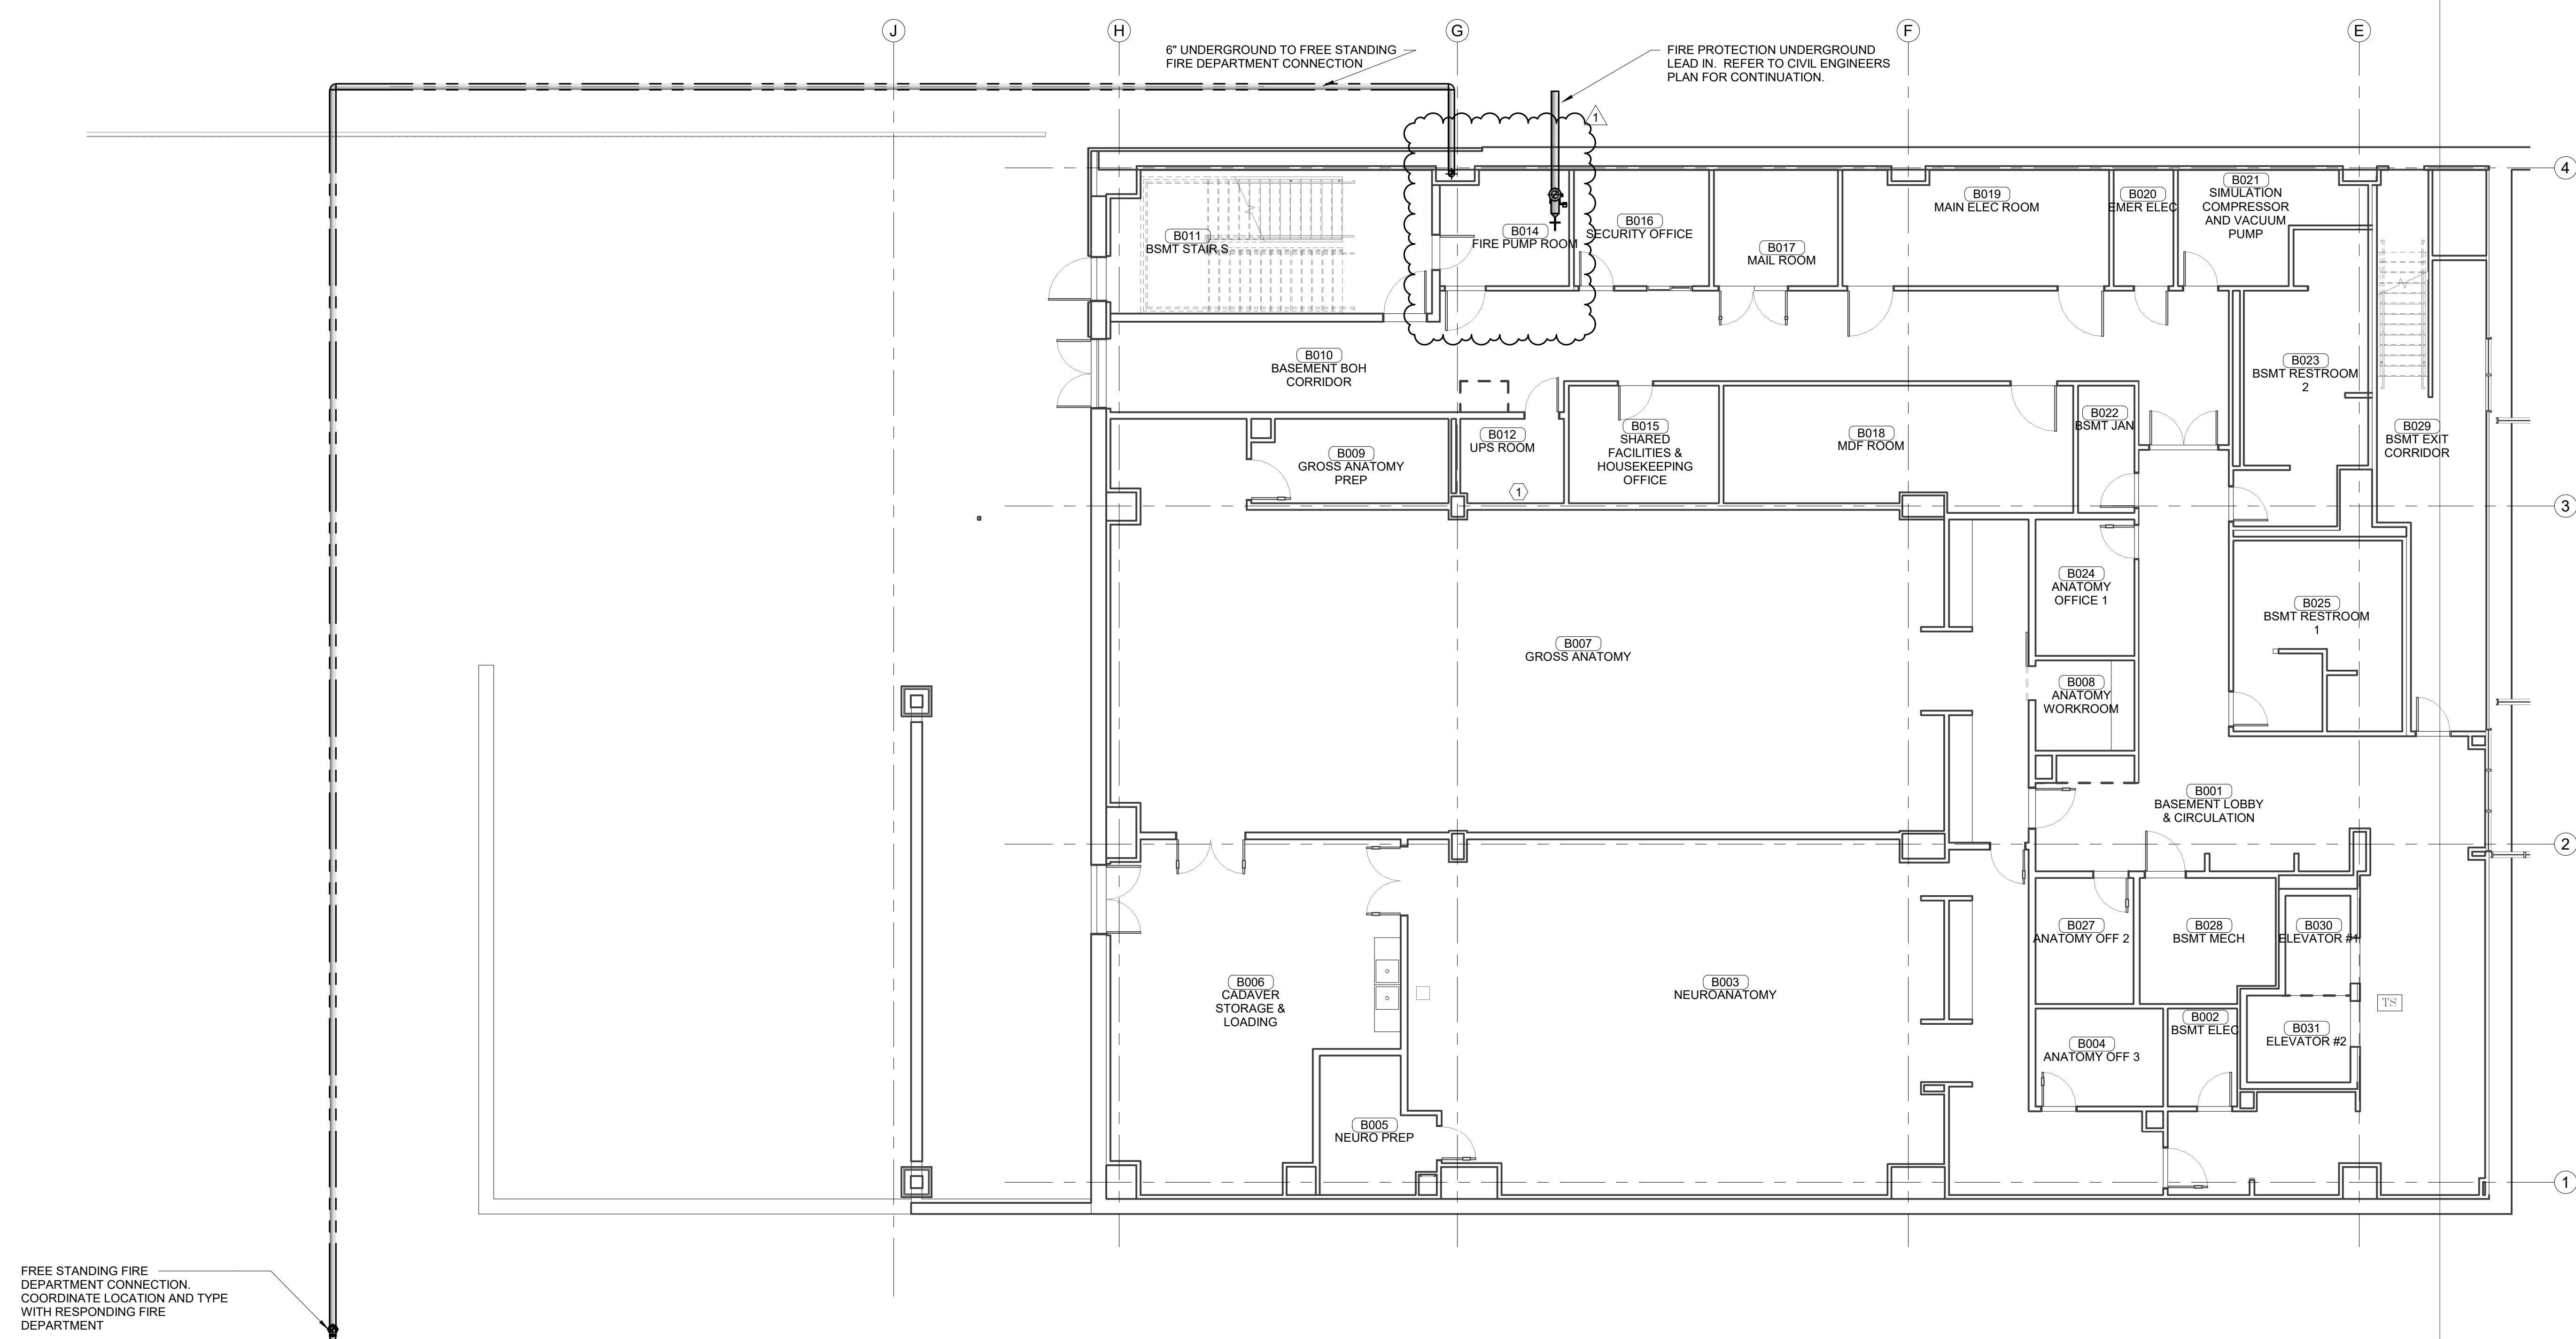 J
H
G
F
E
6" UNDERGROUND TO FREE STANDING
FIRE DEPARTMENT CONNECTION
FIRE PROTECTION UNDERGROUND
LEAD IN. REFER TO CIVIL ENGINEERS
PLAN FOR CONTINUATION.
1
4
B011
BSMT STAIR S
B014
FIRE PUMP ROOM
B016
SECURITY OFFICE
B017
MAIL ROOM
B019
MAIN ELEC ROOM
B020
EMER ELEC
B021
SIMULATION
COMPRESSOR
AND VACUUM
PUMP
B010
BASEMENT BOH
CORRIDOR
B023
BSMT RESTROOM
2
B009
GROSS ANATOMY
PREP
B012
UPS ROOM
1
B015
SHARED
FACILITIES &
HOUSEKEEPING
OFFICE
B018
MDF ROOM
B022
BSMT JAN
B029
BSMT EXIT
CORRIDOR
3
B024
ANATOMY
OFFICE 1
B025
BSMT RESTROOM
1
B007
GROSS ANATOMY
B008
ANATOMY
WORKROOM
B001
BASEMENT LOBBY
& CIRCULATION
2
B006
CADAVER
STORAGE &
LOADING
B003
NEUROANATOMY
B027
ANATOMY OFF 2
B028
BSMT MECH
B030
ELEVATOR #1
TS
B004
ANATOMY OFF 3
B002
BSMT ELEC
B031
ELEVATOR #2
B005
NEURO PREP
1
FREE STANDING FIRE
DEPARTMENT CONNECTION.
COORDINATE LOCATION AND TYPE
WITH RESPONDING FIRE
DEPARTMENT